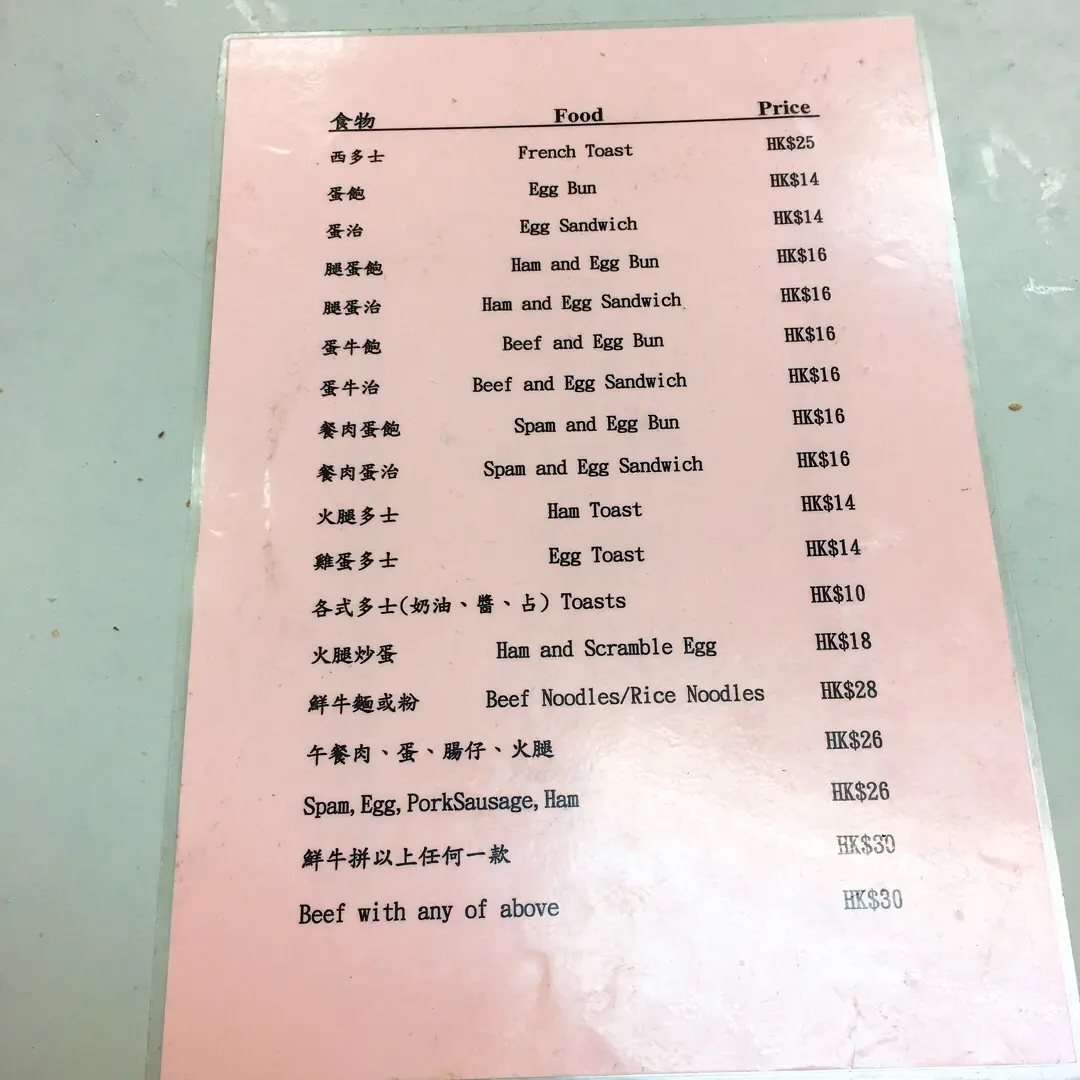 食物 Food Price
西多士 French Toast HK$25
蛋飽 Egg Bun HK$14
蛋治 Egg Sandwich HK$14
腿蛋飽 Ham and Egg Bun HK$16
腿蛋治 Ham and Egg Sandwich HK$16
蛋牛飽 Beef and Egg Bun HK$16
蛋牛治 Beef and Egg Sandwich HK$16
餐肉蛋飽 Spam and Egg Bun HK$16
餐肉蛋治 Spam and Egg Sandwich HK$16
火腿多士 Ham Toast HK$14
雞蛋多士 Egg Toast HK$14
各式多士(奶油、醬、占) Toasts HK$10
火腿炒蛋 Ham and Scramble Egg HK$18
鮮牛麵或粉 Beef Noodles/Rice Noodles HK$28
午餐肉、蛋、腸仔、火腿 HK$26
Spam, Egg, PorkSausage, Ham HK$26
鮮牛拼以上任何一款 HK$30
Beef with any of above HK$30